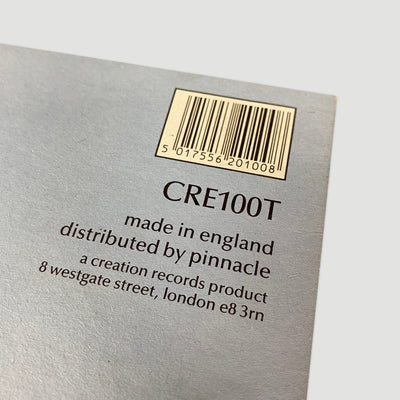 5 017556 201008
CRE100T
made in england
distributed by pinnacle
a creation records product
8 westgate street, london e8 3rn